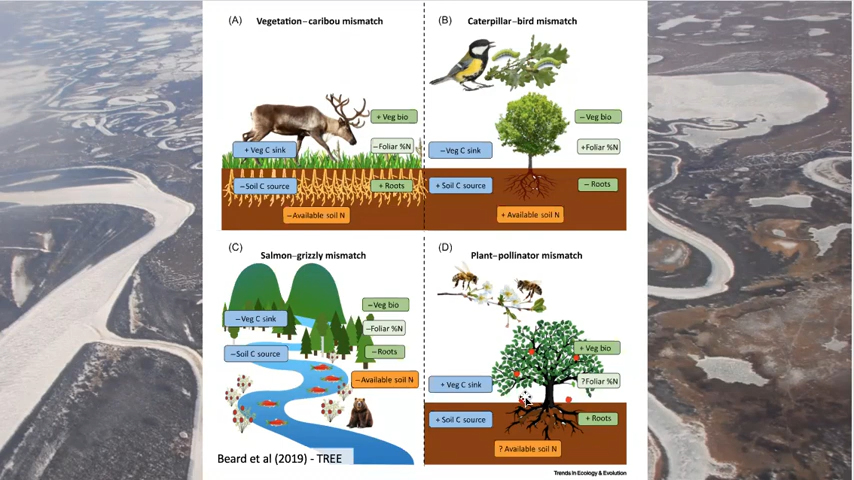 (A) Vegetation–caribou mismatch
+ Veg bio
–Foliar %N
+ Veg C sink
–Soil C source
+ Roots
–Available soil N
(B) Caterpillar–bird mismatch
–Veg bio
+Foliar %N
–Veg C sink
+ Soil C source
– Roots
+ Available soil N
(C) Salmon–grizzly mismatch
–Veg bio
–Veg C sink
–Foliar %N
–Soil C source
–Roots
–Available soil N
(D) Plant–pollinator mismatch
+ Veg bio
?Foliar %N
+ Veg C sink
+ Soil C source
+ Roots
? Available soil N
Beard et al (2019) - TREE
Trends in Ecology & Evolution